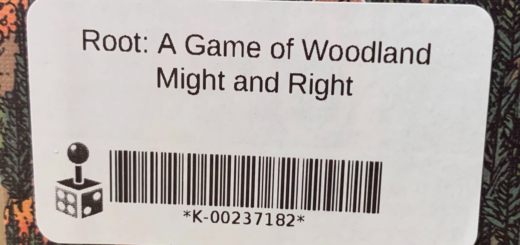 Root: A Game of Woodland
Might and Right
*K-00237182*